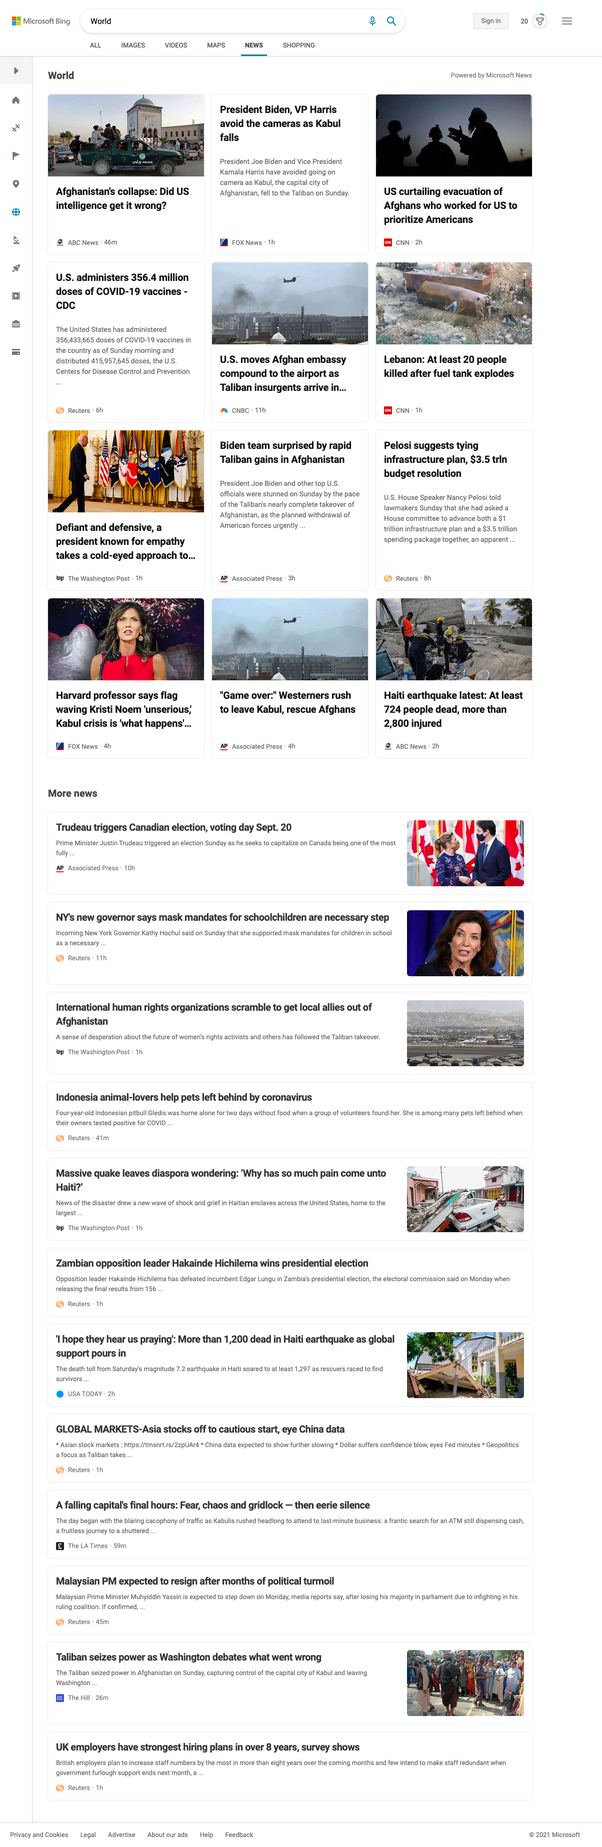 Microsoft Bing
World
Sign in
20
ALL
IMAGES
VIDEOS
MAPS
NEWS
SHOPPING
World
Powered by Microsoft News
Afghanistan's collapse: Did US
intelligence get it wrong?
ABC News · 46m
President Biden, VP Harris
avoid the cameras as Kabul
falls
President Joe Biden and Vice President
Kamala Harris have avoided going on
camera as Kabul, the capital city of
Afghanistan, fell to the Taliban on Sunday.
FOX News · 1h
US curtailing evacuation of
Afghans who worked for US to
prioritize Americans
CNN · 2h
U.S. administers 356.4 million
doses of COVID-19 vaccines -
CDC
The United States has administered
356,433,665 doses of COVID-19 vaccines in
the country as of Sunday morning and
distributed 415,957,645 doses, the U.S.
Centers for Disease Control and Prevention
...
Reuters · 6h
U.S. moves Afghan embassy
compound to the airport as
Taliban insurgents arrive in...
CNBC · 11h
Lebanon: At least 20 people
killed after fuel tank explodes
CNN · 1h
Defiant and defensive, a
president known for empathy
takes a cold-eyed approach to...
The Washington Post · 1h
Biden team surprised by rapid
Taliban gains in Afghanistan
President Joe Biden and other top U.S.
officials were stunned on Sunday by the pace
of the Taliban's nearly complete takeover of
Afghanistan, as the planned withdrawal of
American forces urgently ...
AP Associated Press · 3h
Pelosi suggests tying
infrastructure plan, $3.5 trln
budget resolution
U.S. House Speaker Nancy Pelosi told
lawmakers Sunday that she had asked a
House committee to advance both a $1
trillion infrastructure plan and a $3.5 trillion
spending package together, an apparent ...
Reuters · 8h
Harvard professor says flag
waving Kristi Noem 'unserious,'
Kabul crisis is 'what happens'...
FOX News · 4h
"Game over:" Westerners rush
to leave Kabul, rescue Afghans
AP Associated Press · 4h
Haiti earthquake latest: At least
724 people dead, more than
2,800 injured
ABC News · 2h
More news
Trudeau triggers Canadian election, voting day Sept. 20
Prime Minister Justin Trudeau triggered an election Sunday as he seeks to capitalize on Canada being one of the most
fully ...
AP Associated Press · 10h
NY's new governor says mask mandates for schoolchildren are necessary step
Incoming New York Governor Kathy Hochul said on Sunday that she supported mask mandates for children in school
as a necessary ...
Reuters · 11h
International human rights organizations scramble to get local allies out of
Afghanistan
A sense of desperation about the future of women's rights activists and others has followed the Taliban takeover.
The Washington Post · 1h
Indonesia animal-lovers help pets left behind by coronavirus
Four-year-old Indonesian pitbull Gledis was home alone for two days without food when a group of volunteers found her. She is among many pets left behind when
their owners tested positive for COVID ...
Reuters · 41m
Massive quake leaves diaspora wondering: 'Why has so much pain come unto
Haiti?'
News of the disaster drew a new wave of shock and grief in Haitian enclaves across the United States, home to the
largest ...
The Washington Post · 1h
Zambian opposition leader Hakainde Hichilema wins presidential election
Opposition leader Hakainde Hichilema has defeated incumbent Edgar Lungu in Zambia's presidential election, the electoral commission said on Monday when
releasing the final results from 156 ...
Reuters · 1h
'I hope they hear us praying': More than 1,200 dead in Haiti earthquake as global
support pours in
The death toll from Saturday's magnitude 7.2 earthquake in Haiti soared to at least 1,297 as rescuers raced to find
survivors ...
USA TODAY · 2h
GLOBAL MARKETS-Asia stocks off to cautious start, eye China data
* Asian stock markets : https://tmsnrt.rs/2zpUAr4 * China data expected to show further slowing * Dollar suffers confidence blow, eyes Fed minutes * Geopolitics
a focus as Taliban takes ...
Reuters · 1h
A falling capital's final hours: Fear, chaos and gridlock — then eerie silence
The day began with the blaring cacophony of traffic as Kabulis rushed headlong to attend to last-minute business: a frantic search for an ATM still dispensing cash,
a fruitless journey to a shuttered ...
The LA Times · 59m
Malaysian PM expected to resign after months of political turmoil
Malaysian Prime Minister Muhyiddin Yassin is expected to step down on Monday, media reports say, after losing his majority in parliament due to infighting in his
ruling coalition. If confirmed, ...
Reuters · 45m
Taliban seizes power as Washington debates what went wrong
The Taliban seized power in Afghanistan on Sunday, capturing control of the capital city of Kabul and leaving
Washington ...
The Hill · 26m
UK employers have strongest hiring plans in over 8 years, survey shows
British employers plan to increase staff numbers by the most in more than eight years over the coming months and few intend to make staff redundant when
government furlough support ends next month, a ...
Reuters · 1h
Privacy and Cookies
Legal
Advertise
About our ads
Help
Feedback
© 2021 Microsoft